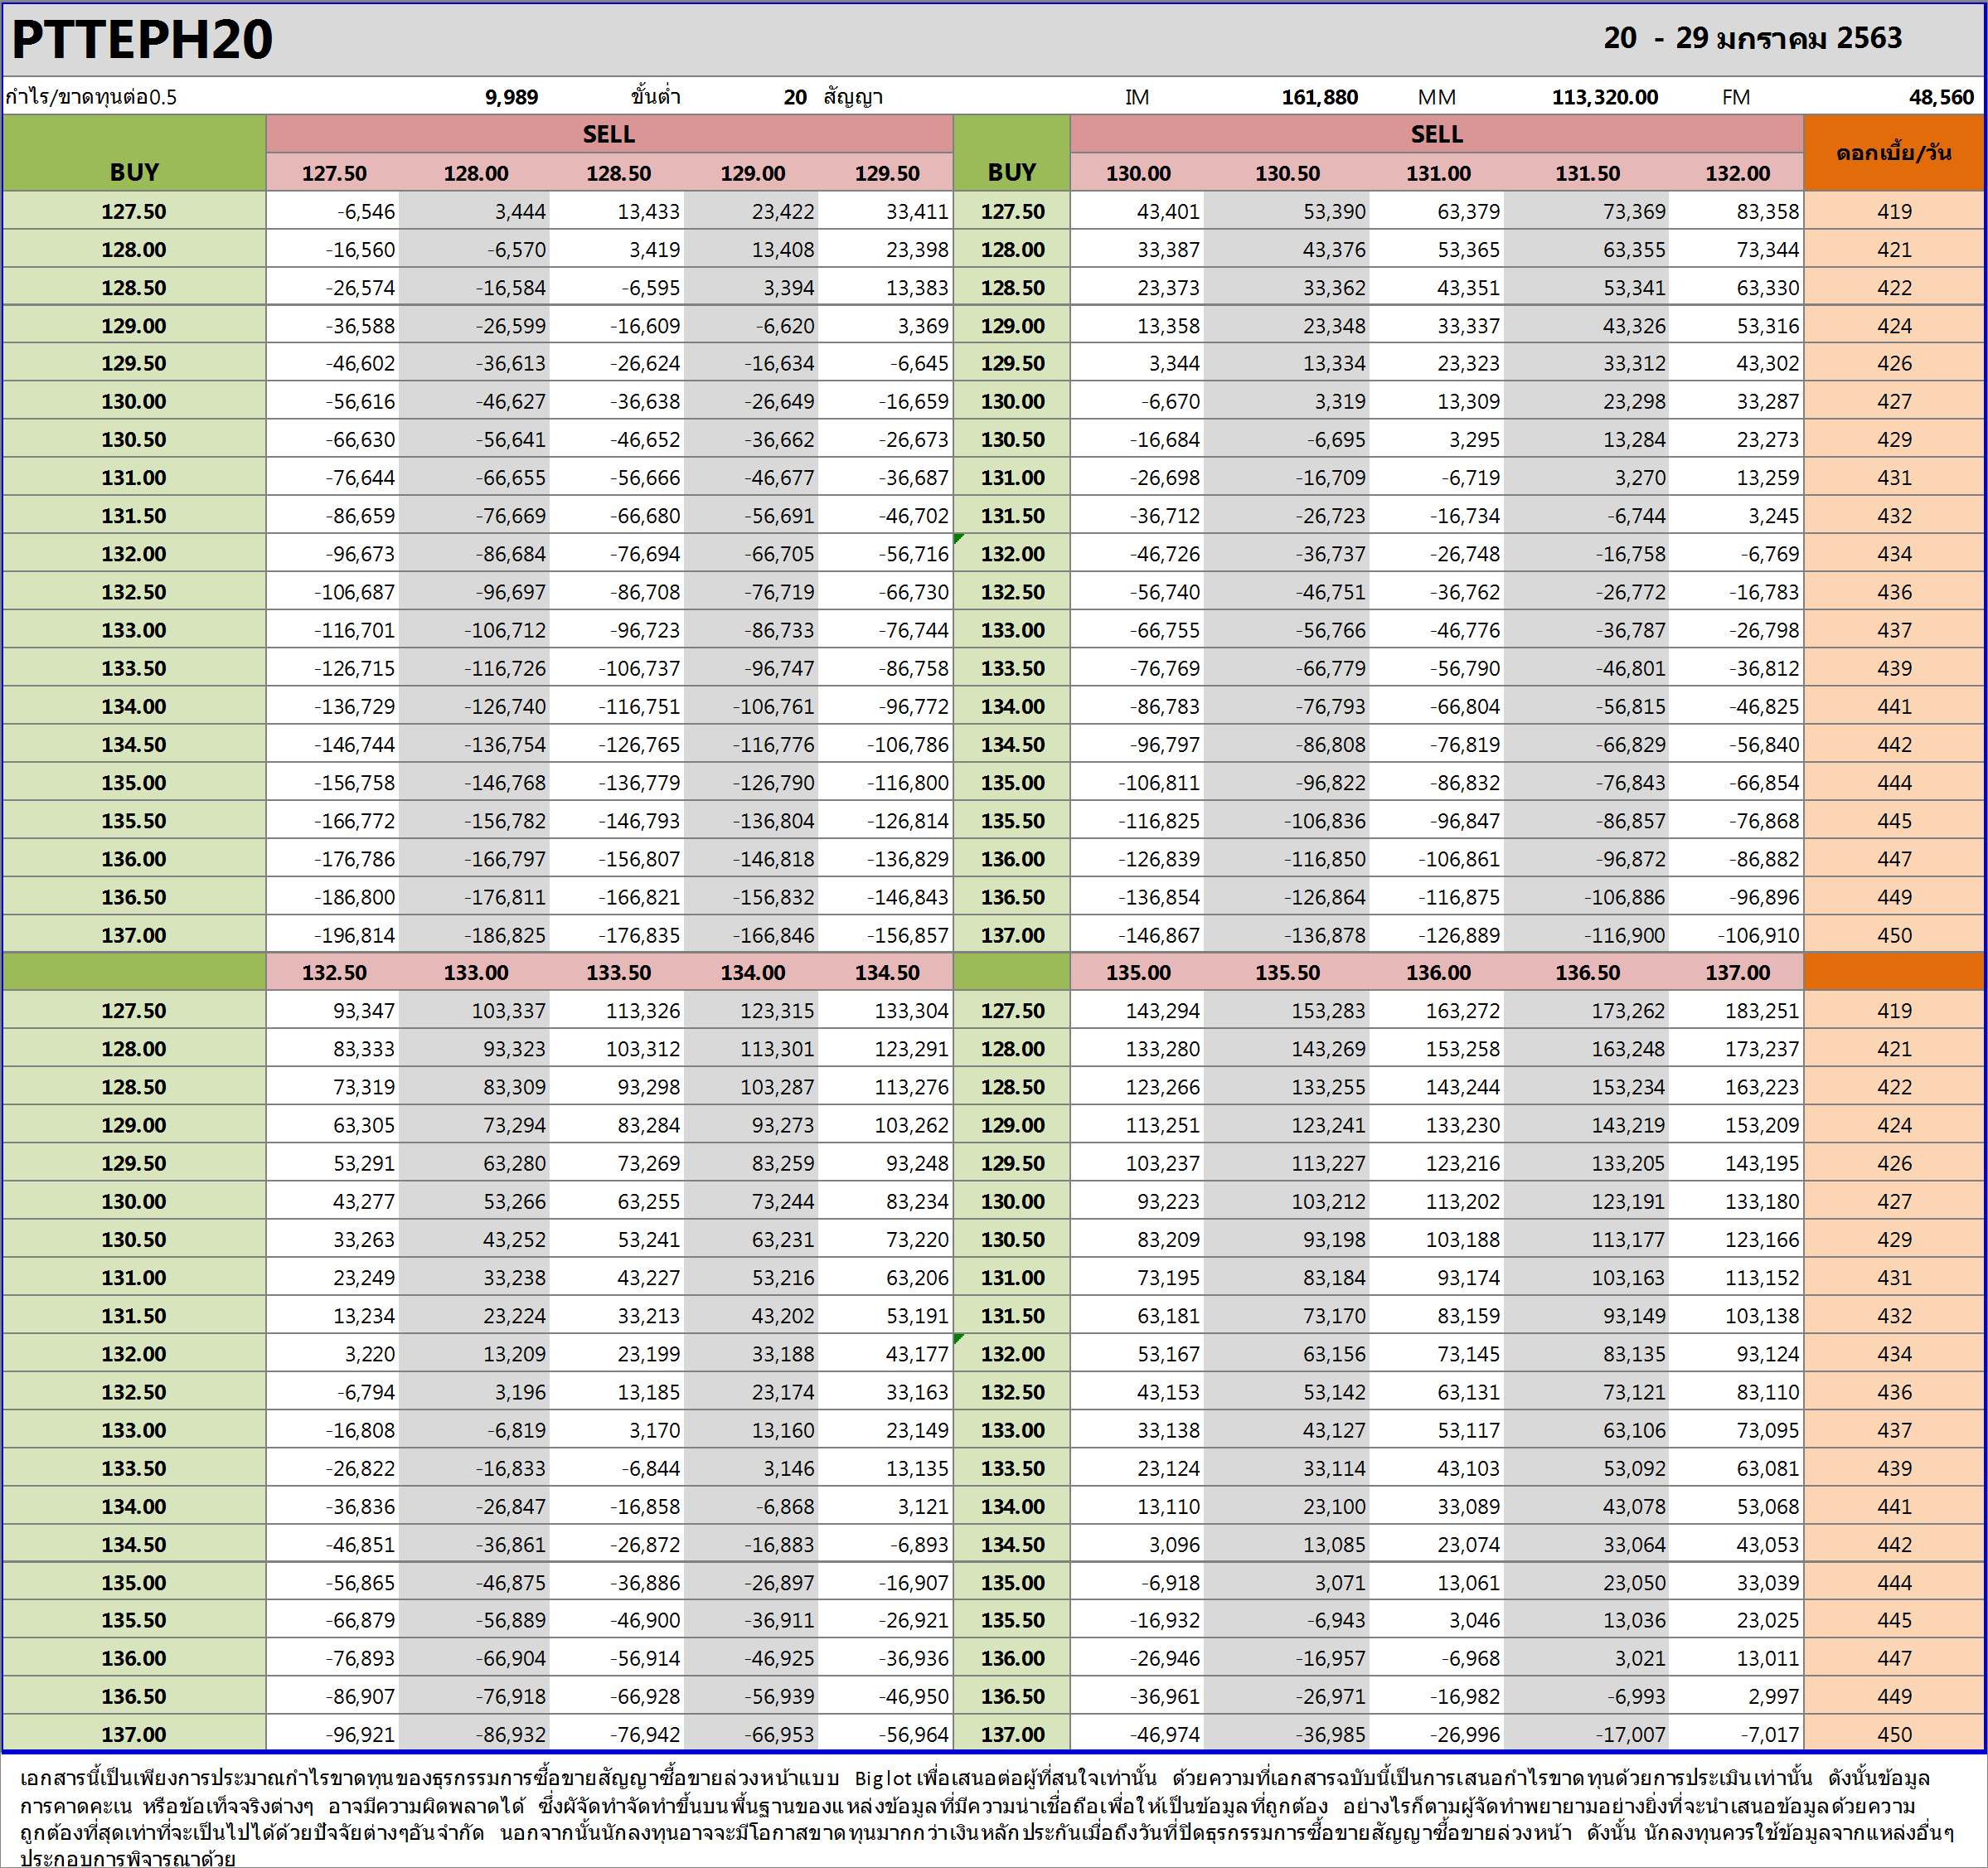 PTTEPH20 20 - 29 มกราคม 2563
กำไร/ขาดทุนต่อ0.5 9,989 ขั้นต่ำ 20 สัญญา IM 161,880 MM 113,320.00 FM 48,560
SELL SELL
BUY 127.50 128.00 128.50 129.00 129.50 BUY 130.00 130.50 131.00 131.50 132.00 ดอกเบี้ย/วัน
127.50 -6,546 3,444 13,433 23,422 33,411 127.50 43,401 53,390 63,379 73,369 83,358 419
128.00 -16,560 -6,570 3,419 13,408 23,398 128.00 33,387 43,376 53,365 63,355 73,344 421
128.50 -26,574 -16,584 -6,595 3,394 13,383 128.50 23,373 33,362 43,351 53,341 63,330 422
129.00 -36,588 -26,599 -16,609 -6,620 3,369 129.00 13,358 23,348 33,337 43,326 53,316 424
129.50 -46,602 -36,613 -26,624 -16,634 -6,645 129.50 3,344 13,334 23,323 33,312 43,302 426
130.00 -56,616 -46,627 -36,638 -26,649 -16,659 130.00 -6,670 3,319 13,309 23,298 33,287 427
130.50 -66,630 -56,641 -46,652 -36,662 -26,673 130.50 -16,684 -6,695 3,295 13,284 23,273 429
131.00 -76,644 -66,655 -56,666 -46,677 -36,687 131.00 -26,698 -16,709 -6,719 3,270 13,259 431
131.50 -86,659 -76,669 -66,680 -56,691 -46,702 131.50 -36,712 -26,723 -16,734 -6,744 3,245 432
132.00 -96,673 -86,684 -76,694 -66,705 -56,716 132.00 -46,726 -36,737 -26,748 -16,758 -6,769 434
132.50 -106,687 -96,697 -86,708 -76,719 -66,730 132.50 -56,740 -46,751 -36,762 -26,772 -16,783 436
133.00 -116,701 -106,712 -96,723 -86,733 -76,744 133.00 -66,755 -56,766 -46,776 -36,787 -26,798 437
133.50 -126,715 -116,726 -106,737 -96,747 -86,758 133.50 -76,769 -66,779 -56,790 -46,801 -36,812 439
134.00 -136,729 -126,740 -116,751 -106,761 -96,772 134.00 -86,783 -76,793 -66,804 -56,815 -46,825 441
134.50 -146,744 -136,754 -126,765 -116,776 -106,786 134.50 -96,797 -86,808 -76,819 -66,829 -56,840 442
135.00 -156,758 -146,768 -136,779 -126,790 -116,800 135.00 -106,811 -96,822 -86,832 -76,843 -66,854 444
135.50 -166,772 -156,782 -146,793 -136,804 -126,814 135.50 -116,825 -106,836 -96,847 -86,857 -76,868 445
136.00 -176,786 -166,797 -156,807 -146,818 -136,829 136.00 -126,839 -116,850 -106,861 -96,872 -86,882 447
136.50 -186,800 -176,811 -166,821 -156,832 -146,843 136.50 -136,854 -126,864 -116,875 -106,886 -96,896 449
137.00 -196,814 -186,825 -176,835 -166,846 -156,857 137.00 -146,867 -136,878 -126,889 -116,900 -106,910 450
132.50 133.00 133.50 134.00 134.50 135.00 135.50 136.00 136.50 137.00
127.50 93,347 103,337 113,326 123,315 133,304 127.50 143,294 153,283 163,272 173,262 183,251 419
128.00 83,333 93,323 103,312 113,301 123,291 128.00 133,280 143,269 153,258 163,248 173,237 421
128.50 73,319 83,309 93,298 103,287 113,276 128.50 123,266 133,255 143,244 153,234 163,223 422
129.00 63,305 73,294 83,284 93,273 103,262 129.00 113,251 123,241 133,230 143,219 153,209 424
129.50 53,291 63,280 73,269 83,259 93,248 129.50 103,237 113,227 123,216 133,205 143,195 426
130.00 43,277 53,266 63,255 73,244 83,234 130.00 93,223 103,212 113,202 123,191 133,180 427
130.50 33,263 43,252 53,241 63,231 73,220 130.50 83,209 93,198 103,188 113,177 123,166 429
131.00 23,249 33,238 43,227 53,216 63,206 131.00 73,195 83,184 93,174 103,163 113,152 431
131.50 13,234 23,224 33,213 43,202 53,191 131.50 63,181 73,170 83,159 93,149 103,138 432
132.00 3,220 13,209 23,199 33,188 43,177 132.00 53,167 63,156 73,145 83,135 93,124 434
132.50 -6,794 3,196 13,185 23,174 33,163 132.50 43,153 53,142 63,131 73,121 83,110 436
133.00 -16,808 -6,819 3,170 13,160 23,149 133.00 33,138 43,127 53,117 63,106 73,095 437
133.50 -26,822 -16,833 -6,844 3,146 13,135 133.50 23,124 33,114 43,103 53,092 63,081 439
134.00 -36,836 -26,847 -16,858 -6,868 3,121 134.00 13,110 23,100 33,089 43,078 53,068 441
134.50 -46,851 -36,861 -26,872 -16,883 -6,893 134.50 3,096 13,085 23,074 33,064 43,053 442
135.00 -56,865 -46,875 -36,886 -26,897 -16,907 135.00 -6,918 3,071 13,061 23,050 33,039 444
135.50 -66,879 -56,889 -46,900 -36,911 -26,921 135.50 -16,932 -6,943 3,046 13,036 23,025 445
136.00 -76,893 -66,904 -56,914 -46,925 -36,936 136.00 -26,946 -16,957 -6,968 3,021 13,011 447
136.50 -86,907 -76,918 -66,928 -56,939 -46,950 136.50 -36,961 -26,971 -16,982 -6,993 2,997 449
137.00 -96,921 -86,932 -76,942 -66,953 -56,964 137.00 -46,974 -36,985 -26,996 -17,007 -7,017 450
เอกสารนี้เป็นเพียงการประมาณกำไรขาดทุนของธุรกรรมการซื้อขายสัญญาซื้อขายล่วงหน้าแบบ Big lot เพื่อเสนอต่อผู้ที่สนใจเท่านั้น ด้วยความที่เอกสารฉบับนี้เป็นการเสนอกำไรขาดทุนด้วยการประเมินเท่านั้น ดังนั้นข้อมูล
การคาดคะเน หรือข้อเท็จจริงต่างๆ อาจมีความผิดพลาดได้ ซึ่งผู้จัดทำจัดทำขึ้นบนพื้นฐานของแหล่งข้อมูลที่มีความน่าเชื่อถือเพื่อให้เป็นข้อมูลที่ถูกต้อง อย่างไรก็ตามผู้จัดทำพยายามอย่างยิ่งที่จะนำเสนอข้อมูลด้วยความ
ถูกต้องที่สุดเท่าที่จะเป็นไปได้ด้วยปัจจัยต่างๆอันจำกัด นอกจากนั้นนักลงทุนอาจจะมีโอกาสขาดทุนมากกว่าเงินหลักประกันเมื่อถึงวันที่ปิดธุรกรรมการซื้อขายสัญญาซื้อขายล่วงหน้า ดังนั้น นักลงทุนควรใช้ข้อมูลจากแหล่งอื่นๆ
ประกอบการพิจารณาด้วย